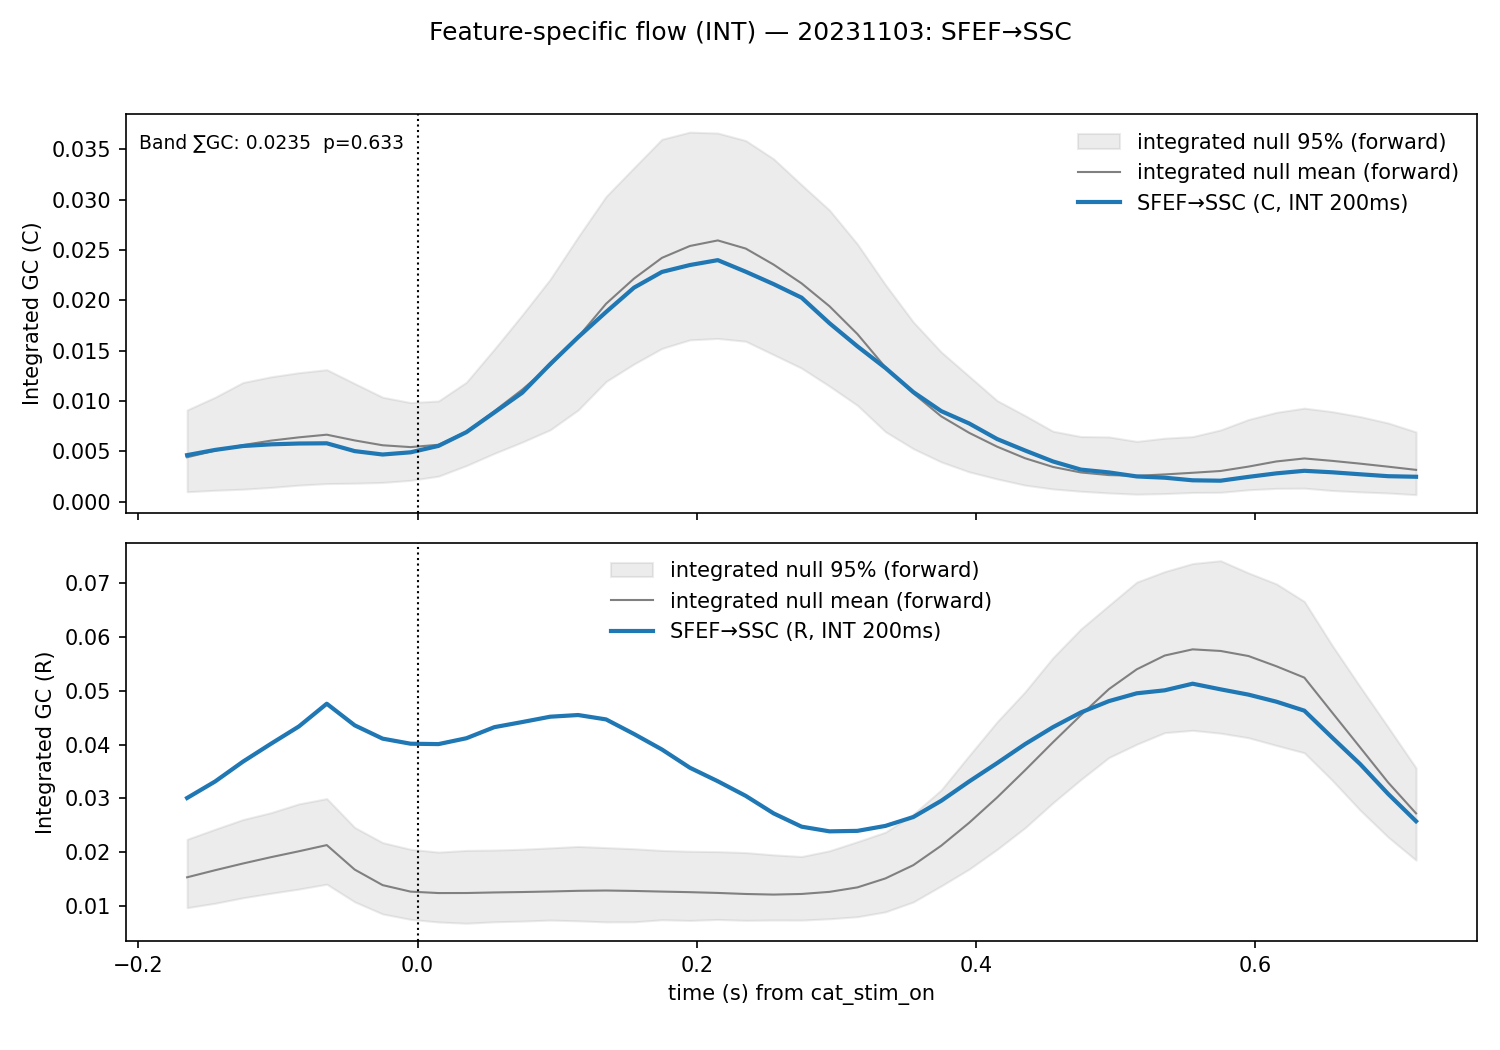 Feature-specific flow (INT) — 20231103: SFEF→SSC
Band ∑GC: 0.0235  p=0.633
integrated null 95% (forward)
integrated null mean (forward)
SFEF→SSC (C, INT 200ms)
Integrated GC (C)
0.035
0.030
0.025
0.020
0.015
0.010
0.005
0.000
integrated null 95% (forward)
integrated null mean (forward)
SFEF→SSC (R, INT 200ms)
Integrated GC (R)
0.07
0.06
0.05
0.04
0.03
0.02
0.01
−0.2
0.0
0.2
0.4
0.6
time (s) from cat_stim_on